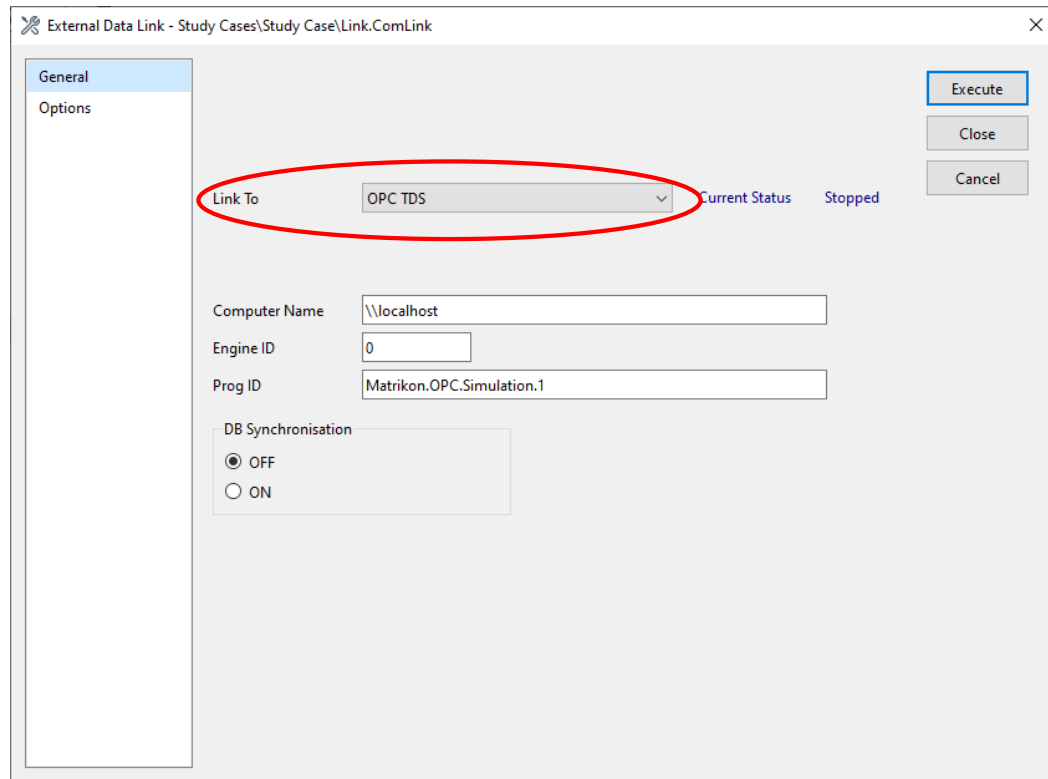 External Data Link - Study Cases\Study Case\Link.ComLink
General
Options
Execute
Close
Cancel
Link To OPC TDS Current Status Stopped
Computer Name \\localhost
Engine ID 0
Prog ID Matrikon.OPC.Simulation.1
DB Synchronisation
OFF
ON